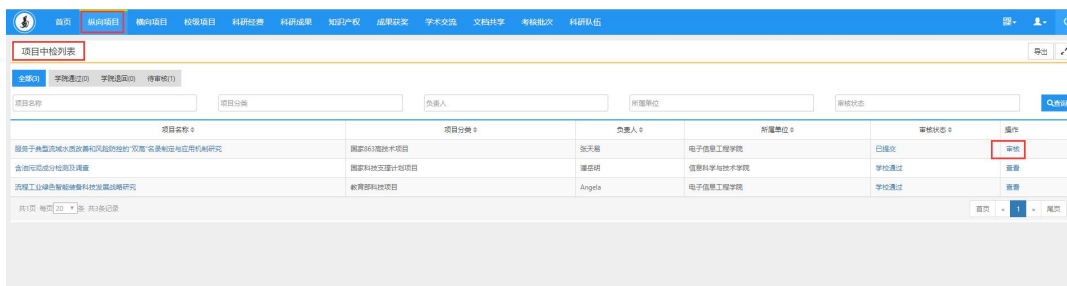 首页 纵向项目 横向项目 校级项目 科研经费 科研成果 知识产权 成果获奖 学术交流 文档共享 考核批次 科研队伍
项目中检列表 导出
全部(3) 学院通过(0) 学院退回(0) 待审核(1)
项目名称 项目分类 负责人 所属单位 审核状态 查询
项目名称 项目分类 负责人 所属单位 审核状态 操作
服务于典型流域水质改善和风险防控的"双高"名录制定与应用机制研究 国家863高技术项目 张天易 电子信息工程学院 已提交 审核
含油污泥成分检测及调查 国家科技支撑计划项目 潘岳明 信息科学与技术学院 学校通过 查看
流程工业绿色智能装备科技发展战略研究 教育部科技项目 Angela 电子信息工程学院 学校通过 查看
共1页 每页 20 条 共3条记录 首页 « 1 » 尾页